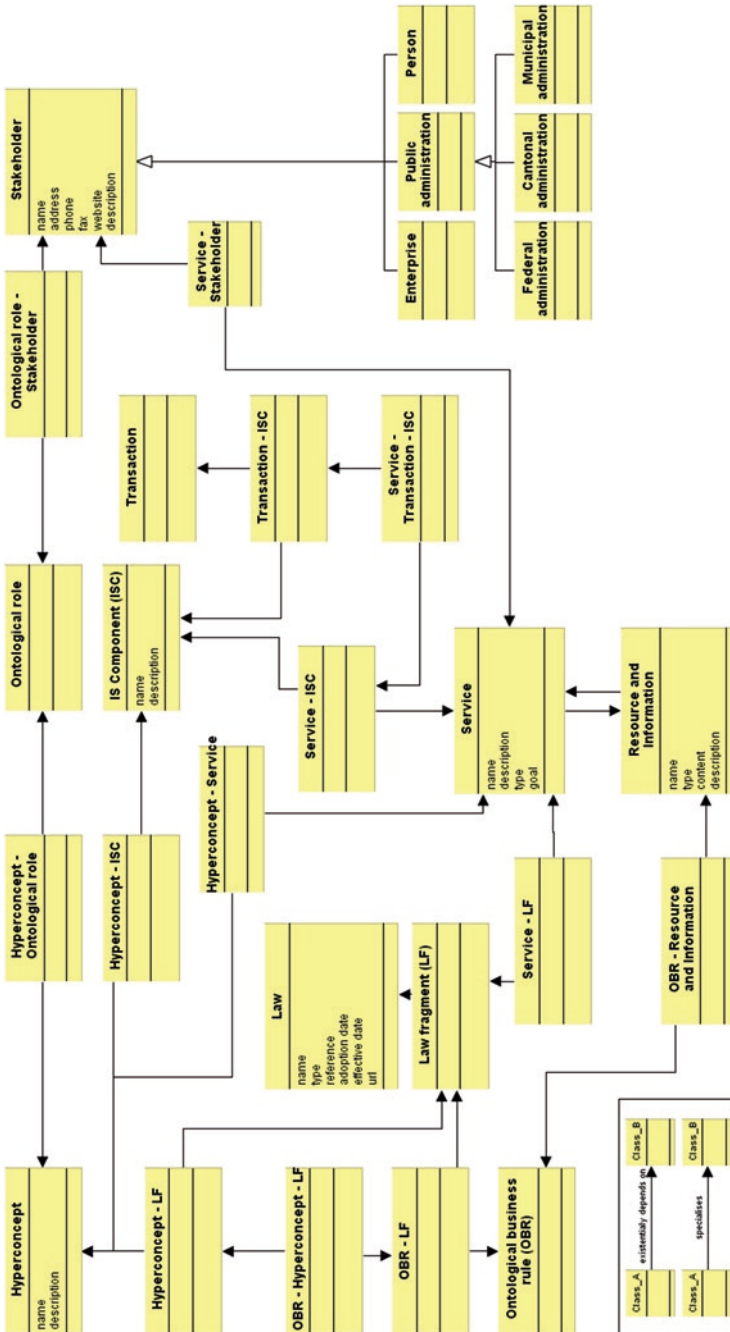 Hyperconcept
name
description
Hyperconcept -
Ontological role
Ontological role
Ontological role -
Stakeholder
Stakeholder
name
address
phone
fax
website
description
Hyperconcept - LF
Hyperconcept - ISC
IS Component (ISC)
name
description
Transaction
Service -
Stakeholder
OBR - Hyperconcept - LF
Law
name
type
reference
adoption date
effective date
url
Hyperconcept - Service
Transaction - ISC
OBR - LF
Law fragment (LF)
Service - ISC
Service -
Transaction - ISC
Enterprise
Public
administration
Person
Ontological business
rule (OBR)
Service - LF
Service
name
description
type
goal
Federal
administration
Cantonal
administration
Municipal
administration
OBR - Resource
and Information
Resource and
Information
name
type
content
description
Class_A
existentialy depends on
Class_B
Class_A
specialises
Class_B